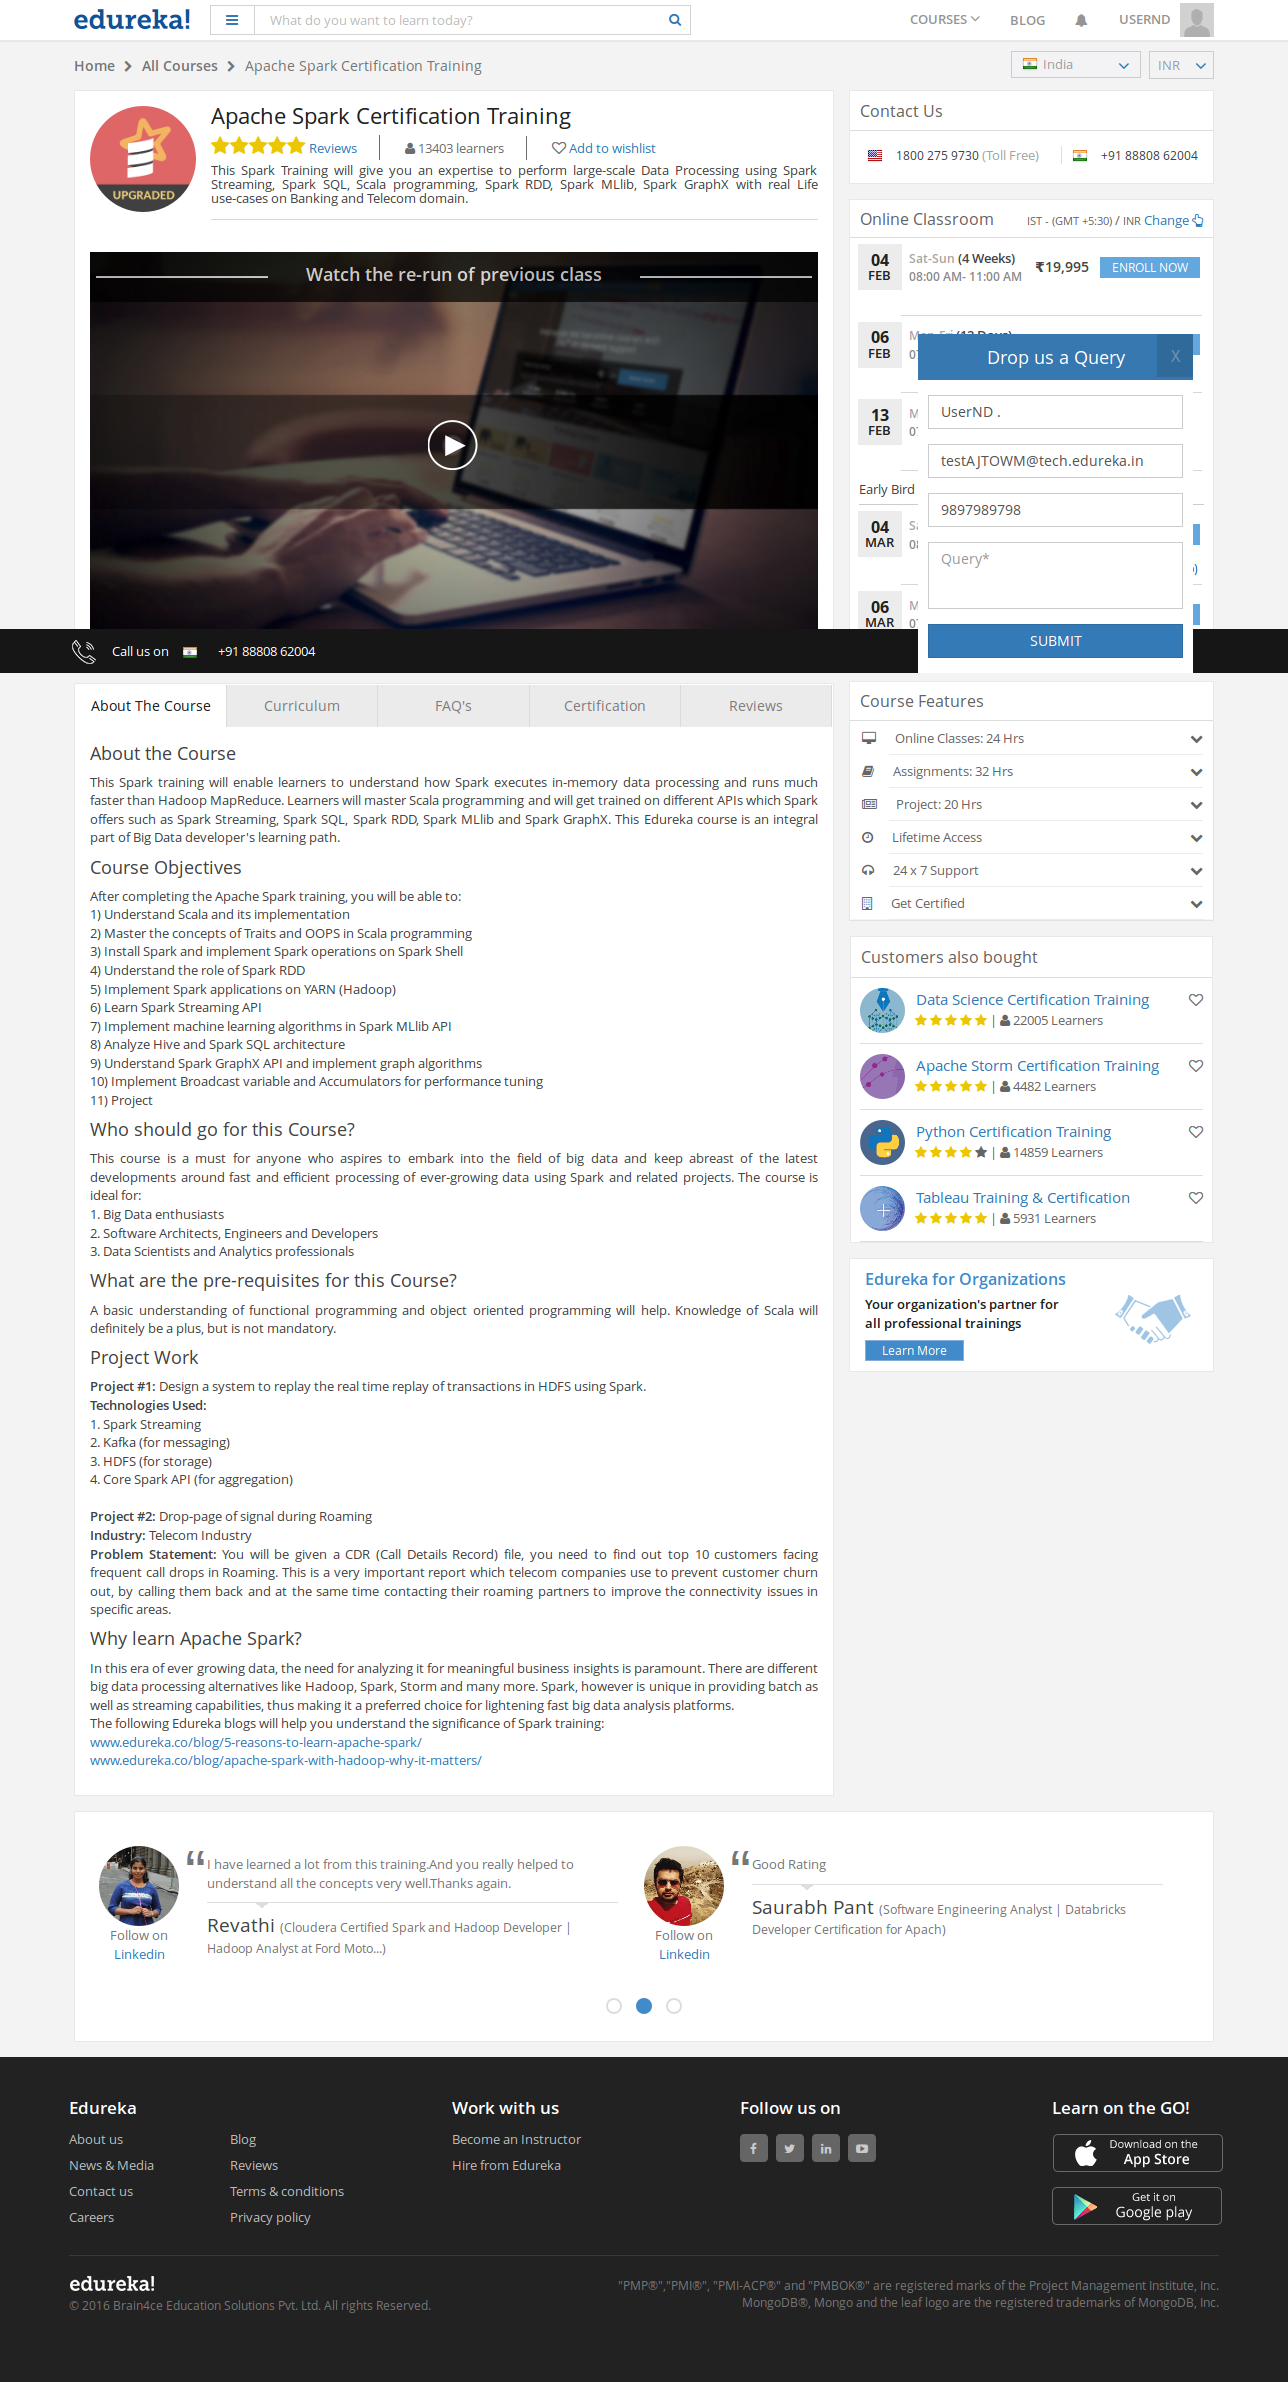 edureka!
What do you want to learn today?
COURSES
BLOG
USERND
Home
All Courses
Apache Spark Certification Training
India
INR
UPGRADED
Apache Spark Certification Training
Reviews
13403 learners
Add to wishlist
This Spark Training will give you an expertise to perform large-scale Data Processing using Spark
Streaming, Spark SQL, Scala programming, Spark RDD, Spark MLlib, Spark GraphX with real Life
use-cases on Banking and Telecom domain.
Watch the re-run of previous class
Contact Us
1800 275 9730 (Toll Free)
+91 88808 62004
Online Classroom
IST - (GMT +5:30) / INR Change
04 FEB
Sat-Sun (4 Weeks)
08:00 AM- 11:00 AM
₹19,995
ENROLL NOW
06 FEB
13 FEB
Early Bird
04 MAR
06 MAR
Drop us a Query
X
UserND .
testAJTOWM@tech.edureka.in
9897989798
Query*
SUBMIT
Call us on
+91 88808 62004
About The Course
Curriculum
FAQ's
Certification
Reviews
About the Course
This Spark training will enable learners to understand how Spark executes in-memory data processing and runs much
faster than Hadoop MapReduce. Learners will master Scala programming and will get trained on different APIs which Spark
offers such as Spark Streaming, Spark SQL, Spark RDD, Spark MLlib and Spark GraphX. This Edureka course is an integral
part of Big Data developer's learning path.
Course Objectives
After completing the Apache Spark training, you will be able to:
1) Understand Scala and its implementation
2) Master the concepts of Traits and OOPS in Scala programming
3) Install Spark and implement Spark operations on Spark Shell
4) Understand the role of Spark RDD
5) Implement Spark applications on YARN (Hadoop)
6) Learn Spark Streaming API
7) Implement machine learning algorithms in Spark MLlib API
8) Analyze Hive and Spark SQL architecture
9) Understand Spark GraphX API and implement graph algorithms
10) Implement Broadcast variable and Accumulators for performance tuning
11) Project
Who should go for this Course?
This course is a must for anyone who aspires to embark into the field of big data and keep abreast of the latest
developments around fast and efficient processing of ever-growing data using Spark and related projects. The course is
ideal for:
1. Big Data enthusiasts
2. Software Architects, Engineers and Developers
3. Data Scientists and Analytics professionals
What are the pre-requisites for this Course?
A basic understanding of functional programming and object oriented programming will help. Knowledge of Scala will
definitely be a plus, but is not mandatory.
Project Work
Project #1: Design a system to replay the real time replay of transactions in HDFS using Spark.
Technologies Used:
1. Spark Streaming
2. Kafka (for messaging)
3. HDFS (for storage)
4. Core Spark API (for aggregation)
Project #2: Drop-page of signal during Roaming
Industry: Telecom Industry
Problem Statement: You will be given a CDR (Call Details Record) file, you need to find out top 10 customers facing
frequent call drops in Roaming. This is a very important report which telecom companies use to prevent customer churn
out, by calling them back and at the same time contacting their roaming partners to improve the connectivity issues in
specific areas.
Why learn Apache Spark?
In this era of ever growing data, the need for analyzing it for meaningful business insights is paramount. There are different
big data processing alternatives like Hadoop, Spark, Storm and many more. Spark, however is unique in providing batch as
well as streaming capabilities, thus making it a preferred choice for lightening fast big data analysis platforms.
The following Edureka blogs will help you understand the significance of Spark training:
www.edureka.co/blog/5-reasons-to-learn-apache-spark/
www.edureka.co/blog/apache-spark-with-hadoop-why-it-matters/
Course Features
Online Classes: 24 Hrs
Assignments: 32 Hrs
Project: 20 Hrs
Lifetime Access
24 x 7 Support
Get Certified
Customers also bought
Data Science Certification Training
| 22005 Learners
Apache Storm Certification Training
| 4482 Learners
Python Certification Training
| 14859 Learners
Tableau Training & Certification
| 5931 Learners
Edureka for Organizations
Your organization's partner for
all professional trainings
Learn More
“ I have learned a lot from this training.And you really helped to
understand all the concepts very well.Thanks again.
Revathi (Cloudera Certified Spark and Hadoop Developer |
Hadoop Analyst at Ford Moto...)
Follow on
Linkedin
“ Good Rating
Saurabh Pant (Software Engineering Analyst | Databricks
Developer Certification for Apach)
Follow on
Linkedin
Edureka
About us
News & Media
Contact us
Careers
Blog
Reviews
Terms & conditions
Privacy policy
Work with us
Become an Instructor
Hire from Edureka
Follow us on
Learn on the GO!
Download on the
App Store
Get it on
Google play
edureka!
© 2016 Brain4ce Education Solutions Pvt. Ltd. All rights Reserved.
"PMP®","PMI®", "PMI-ACP®" and "PMBOK®" are registered marks of the Project Management Institute, Inc.
MongoDB®, Mongo and the leaf logo are the registered trademarks of MongoDB, Inc.